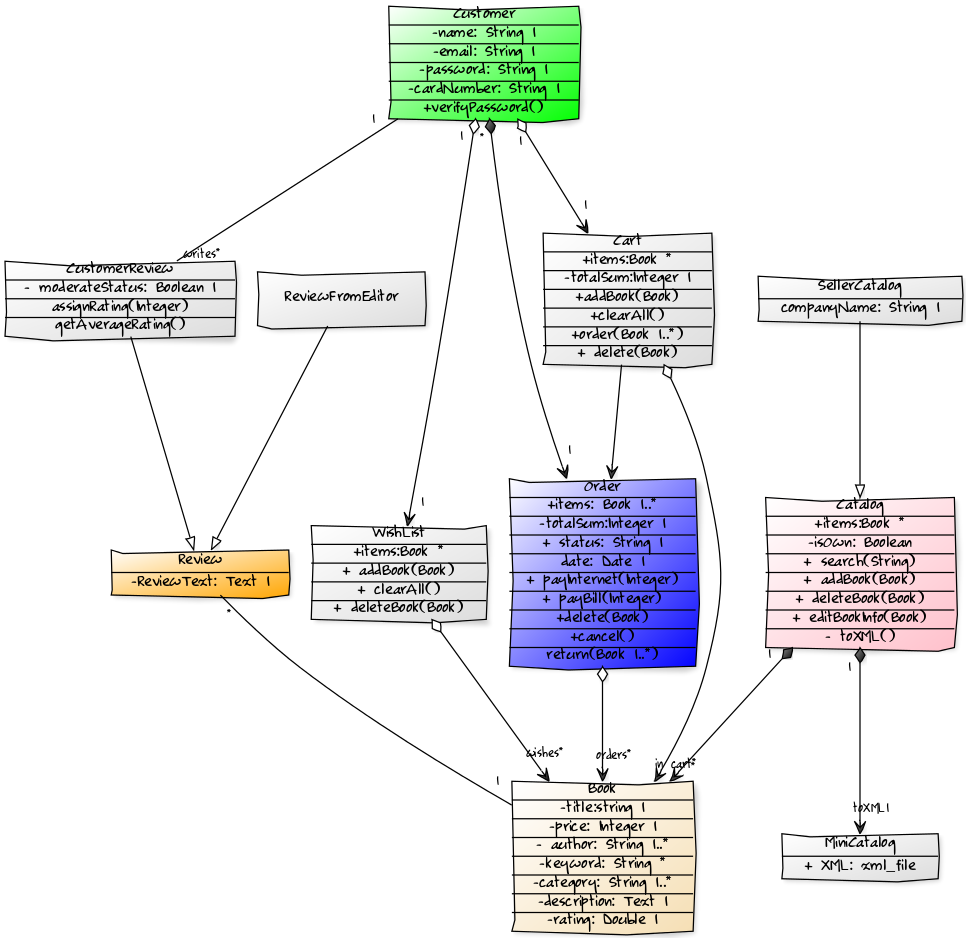 Customer
-name: String 1
-email: String 1
-password: String 1
-cardNumber: String 1
+verifyPassword()
1
1
*
1
1
writes*
CustomerReview
- moderateStatus: Boolean 1
assignRating(Integer)
getAverageRating()
ReviewFromEditor
Cart
+items:Book *
-totalSum:Integer 1
+addBook(Book)
+clearAll()
+order(Book 1..*)
+ delete(Book)
SellerCatalog
companyName: String 1
1
1
Review
-ReviewText: Text 1
*
WishList
+items:Book *
+ addBook(Book)
+ clearAll()
+ deleteBook(Book)
Order
+items: Book 1..*
-totalSum:Integer 1
+ status: String 1
date: Date 1
+ payInternet(Integer)
+ payBill(Integer)
+delete(Book)
+cancel()
return(Book 1..*)
Catalog
+items:Book *
-isOwn: Boolean
+ search(String)
+ addBook(Book)
+ deleteBook(Book)
+ editBookInfo(Book)
- toXML()
1
1
wishes*
orders*
in cart*
1
toXML1
Book
-title:string 1
-price: Integer 1
- author: String 1..*
-keyword: String *
-category: String 1..*
-description: Text 1
-rating: Double 1
MiniCatalog
+ XML: xml_file